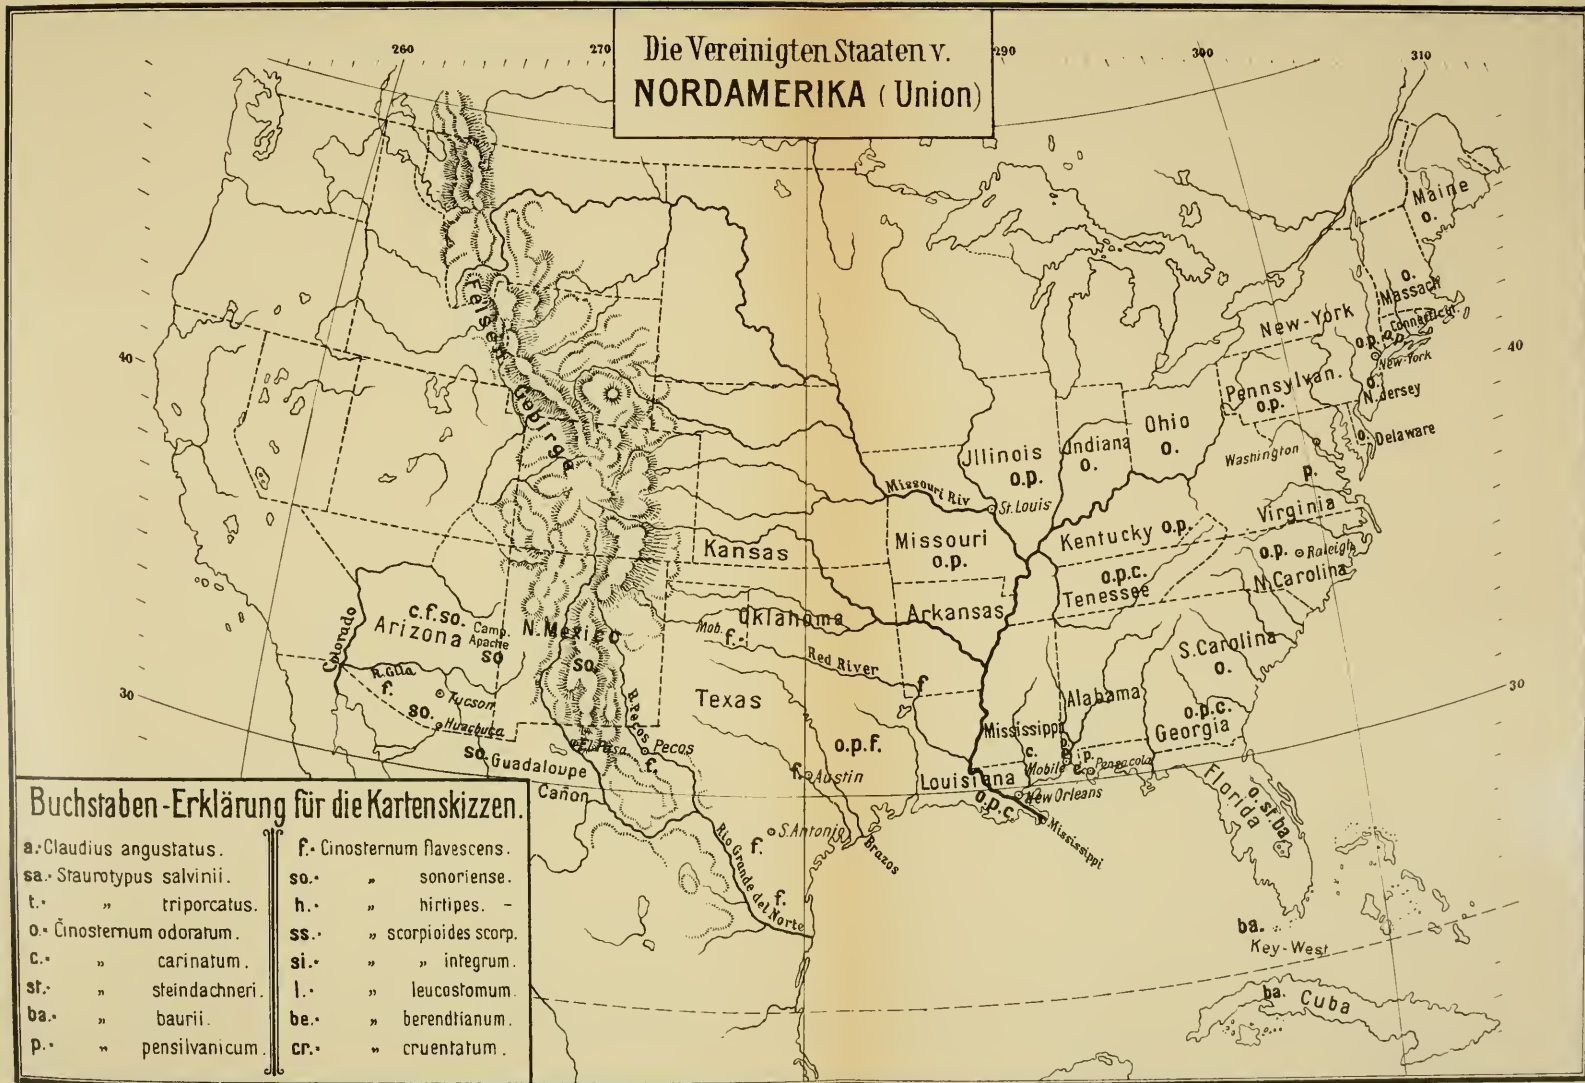 260
270
Die Vereinigten Staaten v.
NORDAMERIKA (Union)
290
300
310
Maine
o.
o.
Massach
Connecticut.
New-York
o.p. o.p.
New-York
40
40
Felsen Gebirge
Pennsylvan.
o.p.
o.
N.Jersey
Ohio
o.
Indiana
o.
Jllinois
o.p.
o. Delaware
Washington
p.
Missouri Riv
St. Louis
Virginia
Kansas
Missouri
o.p.
Kentucky o.p.
o.p. Raleigh
N.Carolina
o.p.c.
Tenessee
Colorado
c.f.so.
Arizona
Camp.
Apache
so
N.Mexico
so.
Oklahoma
Mob. f.
Arkansas
Red River
f
S.Carolina
o.
R.Gila
f.
Tucson
so.
Huachuca
30
30
R.Pecos
Texas
Alabama
o.p.c.
Georgia
Mississippi
c.
El Paso
Pecos
f.
o.p.f.
so. Guadaloupe
Cañon
f. Austin
Louisiana
o.p.c.
Mobile
p.
Pensacola
New Orleans
Mississippi
Florida
o.st.ba.
S.Antonio
f.
Brazos
Rio Grande del Norte
f.
ba.
Key-West
ba. Cuba
Buchstaben-Erklärung für die Kartenskizzen.
a.· Claudius angustatus.
sa.· Staurotypus salvinii.
t.· „ triporcatus.
o.· Činosternum odoratum.
c.· „ carinatum.
st.· „ steindachneri.
ba.· „ baurii.
p.· „ pensilvanicum.
f.· Cinosternum flavescens.
so.· „ sonoriense.
h.· „ hirtipes. -
ss.· „ scorpioides scorp.
si.· „ „ integrum.
l.· „ leucostomum.
be.· „ berendtianum.
cr.· „ cruentatum.